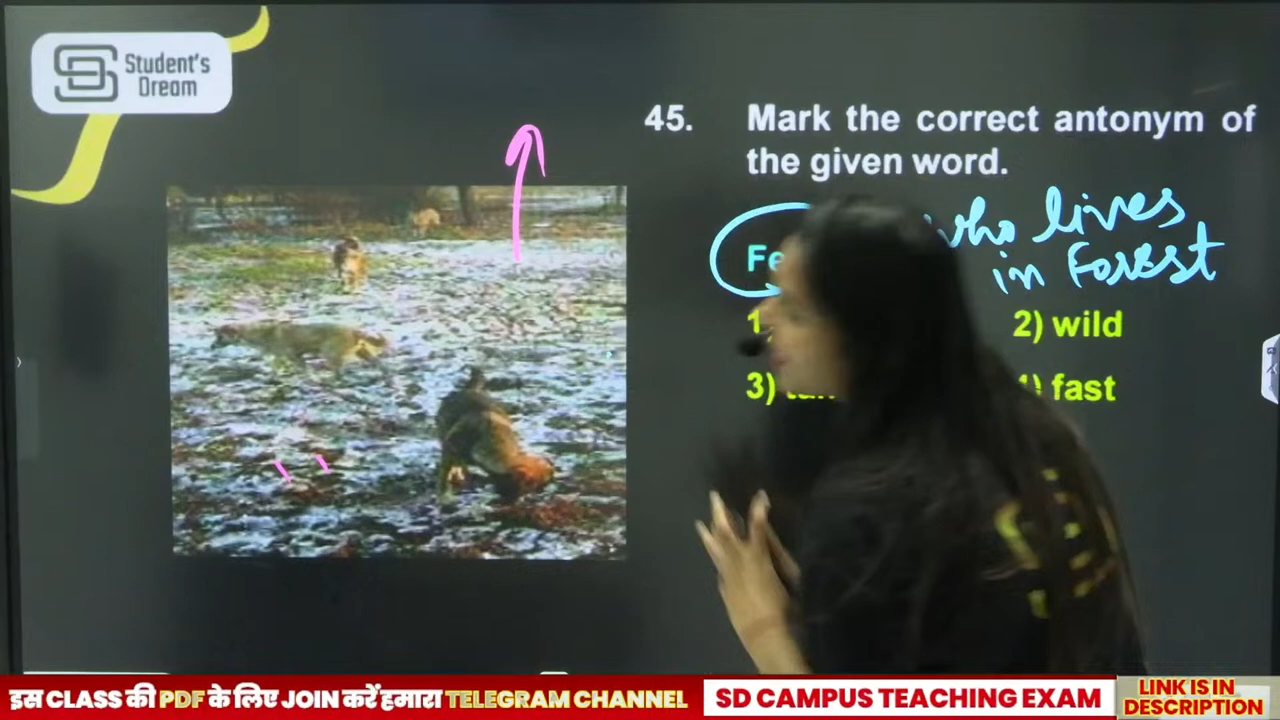 Student's
Dream
45. Mark the correct antonym of
the given word.
who lives
in Forest
2) wild
3)
fast
इस CLASS की PDF के लिए JOIN करें हमारा TELEGRAM CHANNEL
SD CAMPUS TEACHING EXAM
LINK IS IN
DESCRIPTION